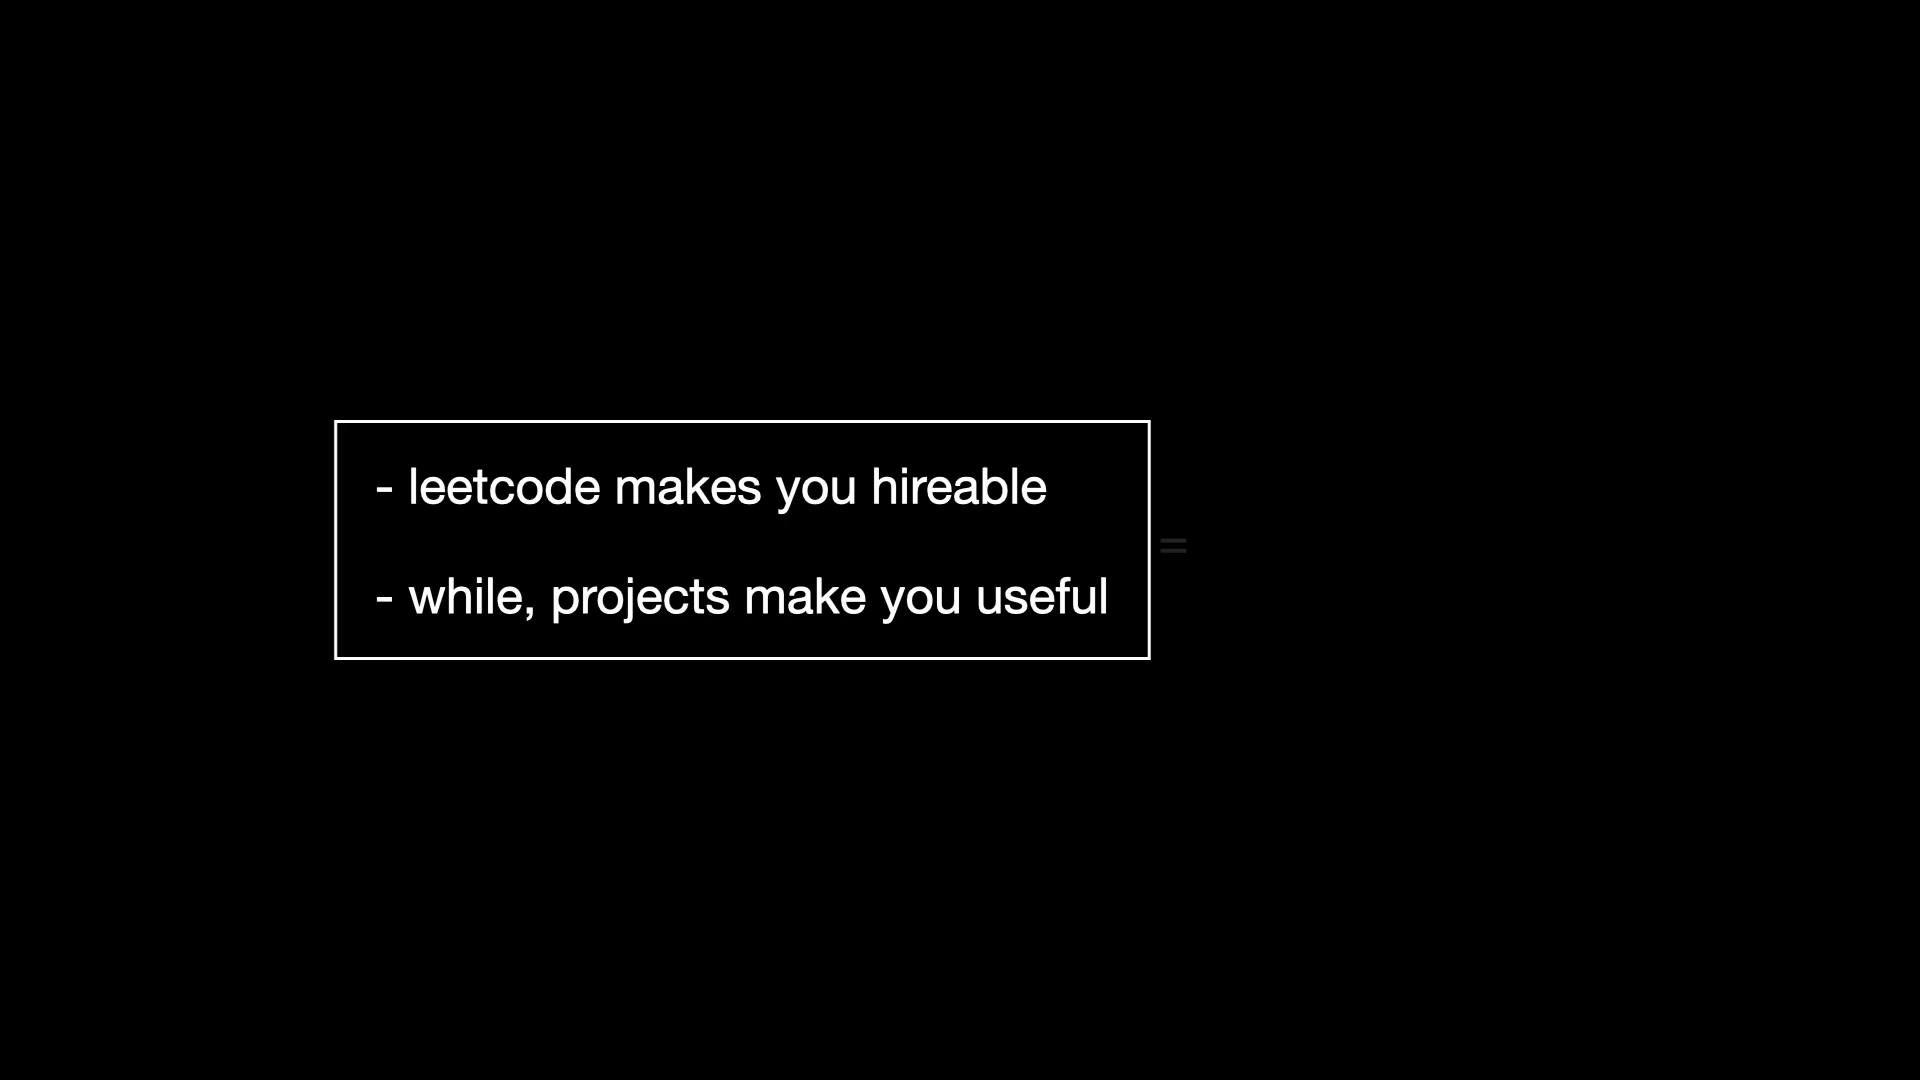 - leetcode makes you hireable
=
- while, projects make you useful